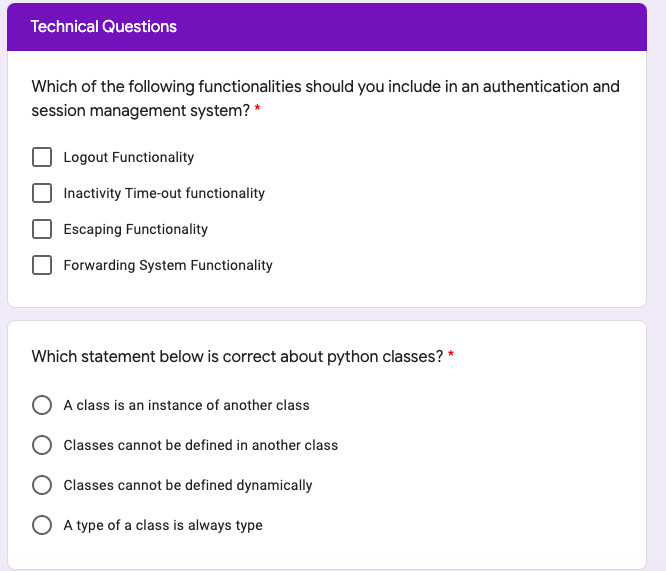 Technical Questions
Which of the following functionalities should you include in an authentication and
session management system? *
Logout Functionality
Inactivity Time-out functionality
Escaping Functionality
Forwarding System Functionality
Which statement below is correct about python classes? *
A class is an instance of another class
Classes cannot be defined in another class
Classes cannot be defined dynamically
A type of a class is always type